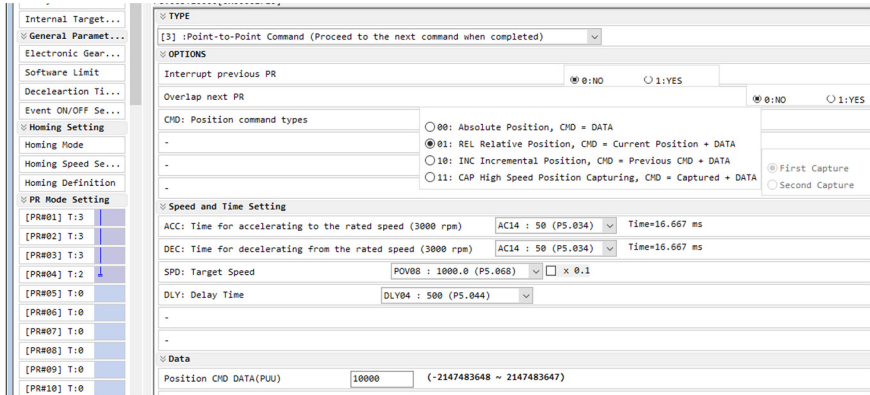 Internal Target...
General Paramet...
Electronic Gear...
Software Limit
Deceleartion Ti...
Event ON/OFF Se...
Homing Setting
Homing Mode
Homing Speed Se...
Homing Definition
PR Mode Setting
[PR#01] T:3
[PR#02] T:3
[PR#03] T:3
[PR#04] T:2
[PR#05] T:0
[PR#06] T:0
[PR#07] T:0
[PR#08] T:0
[PR#09] T:0
[PR#10] T:0
TYPE
[3] :Point-to-Point Command (Proceed to the next command when completed)
OPTIONS
Interrupt previous PR 0:NO 1:YES
Overlap next PR 0:NO 1:YES
CMD: Position command types
00: Absolute Position, CMD = DATA
01: REL Relative Position, CMD = Current Position + DATA
10: INC Incremental Position, CMD = Previous CMD + DATA
11: CAP High Speed Position Capturing, CMD = Captured + DATA
First Capture
Second Capture
-
-
-
Speed and Time Setting
ACC: Time for accelerating to the rated speed (3000 rpm) AC14 : 50 (P5.034) Time=16.667 ms
DEC: Time for decelerating from the rated speed (3000 rpm) AC14 : 50 (P5.034) Time=16.667 ms
SPD: Target Speed POV08 : 1000.0 (P5.068) x 0.1
DLY: Delay Time DLY04 : 500 (P5.044)
-
-
Data
Position CMD DATA(PUU) 10000 (-2147483648 ~ 2147483647)